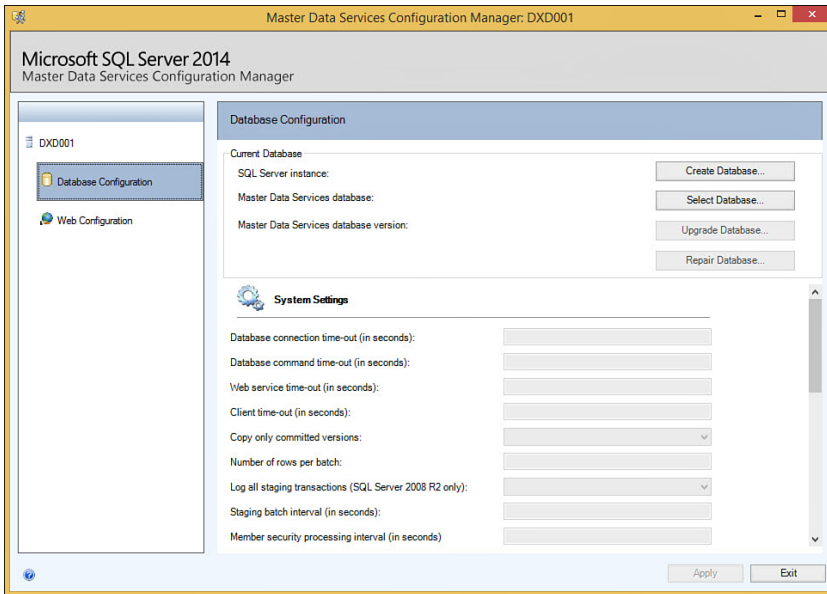 Master Data Services Configuration Manager: DXD001
Microsoft SQL Server 2014
Master Data Services Configuration Manager
DXD001
Database Configuration
Web Configuration
Database Configuration
Current Database
SQL Server instance:
Create Database...
Master Data Services database:
Select Database...
Master Data Services database version:
Upgrade Database...
Repair Database...
System Settings
Database connection time-out (in seconds):
Database command time-out (in seconds):
Web service time-out (in seconds):
Client time-out (in seconds):
Copy only committed versions:
Number of rows per batch:
Log all staging transactions (SQL Server 2008 R2 only):
Staging batch interval (in seconds):
Member security processing interval (in seconds)
Apply
Exit